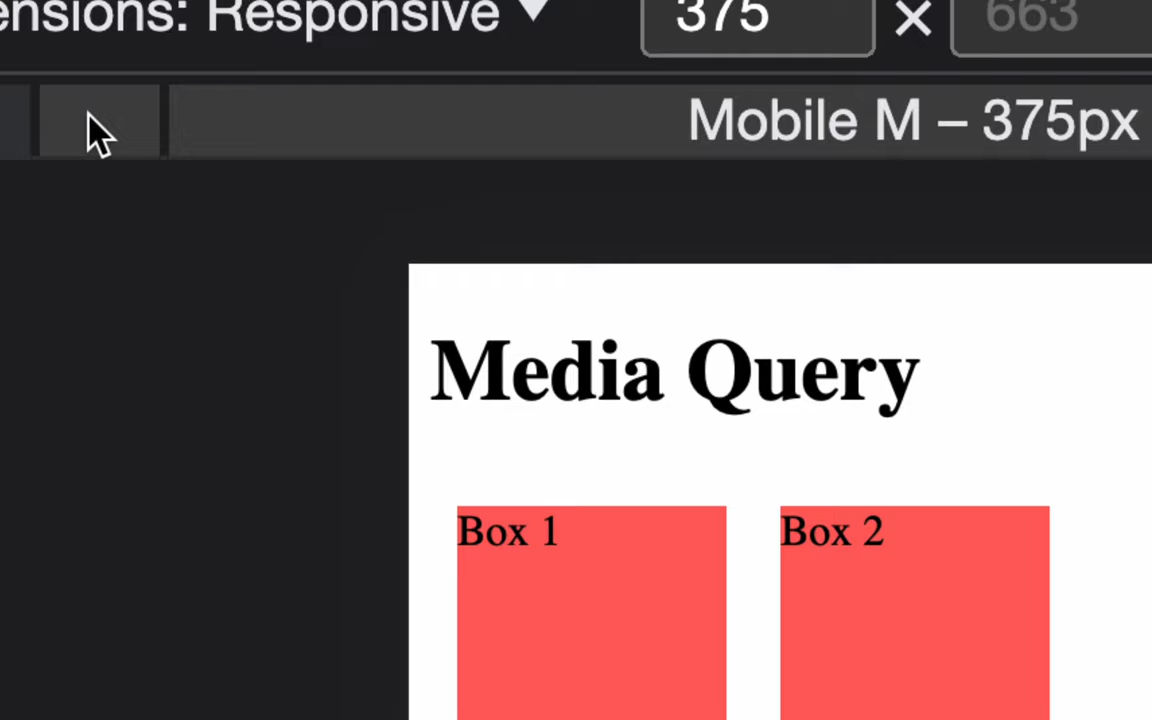 ensions: Responsive ▼ 375 × 663
Mobile M – 375px
Media Query
Box 1 Box 2